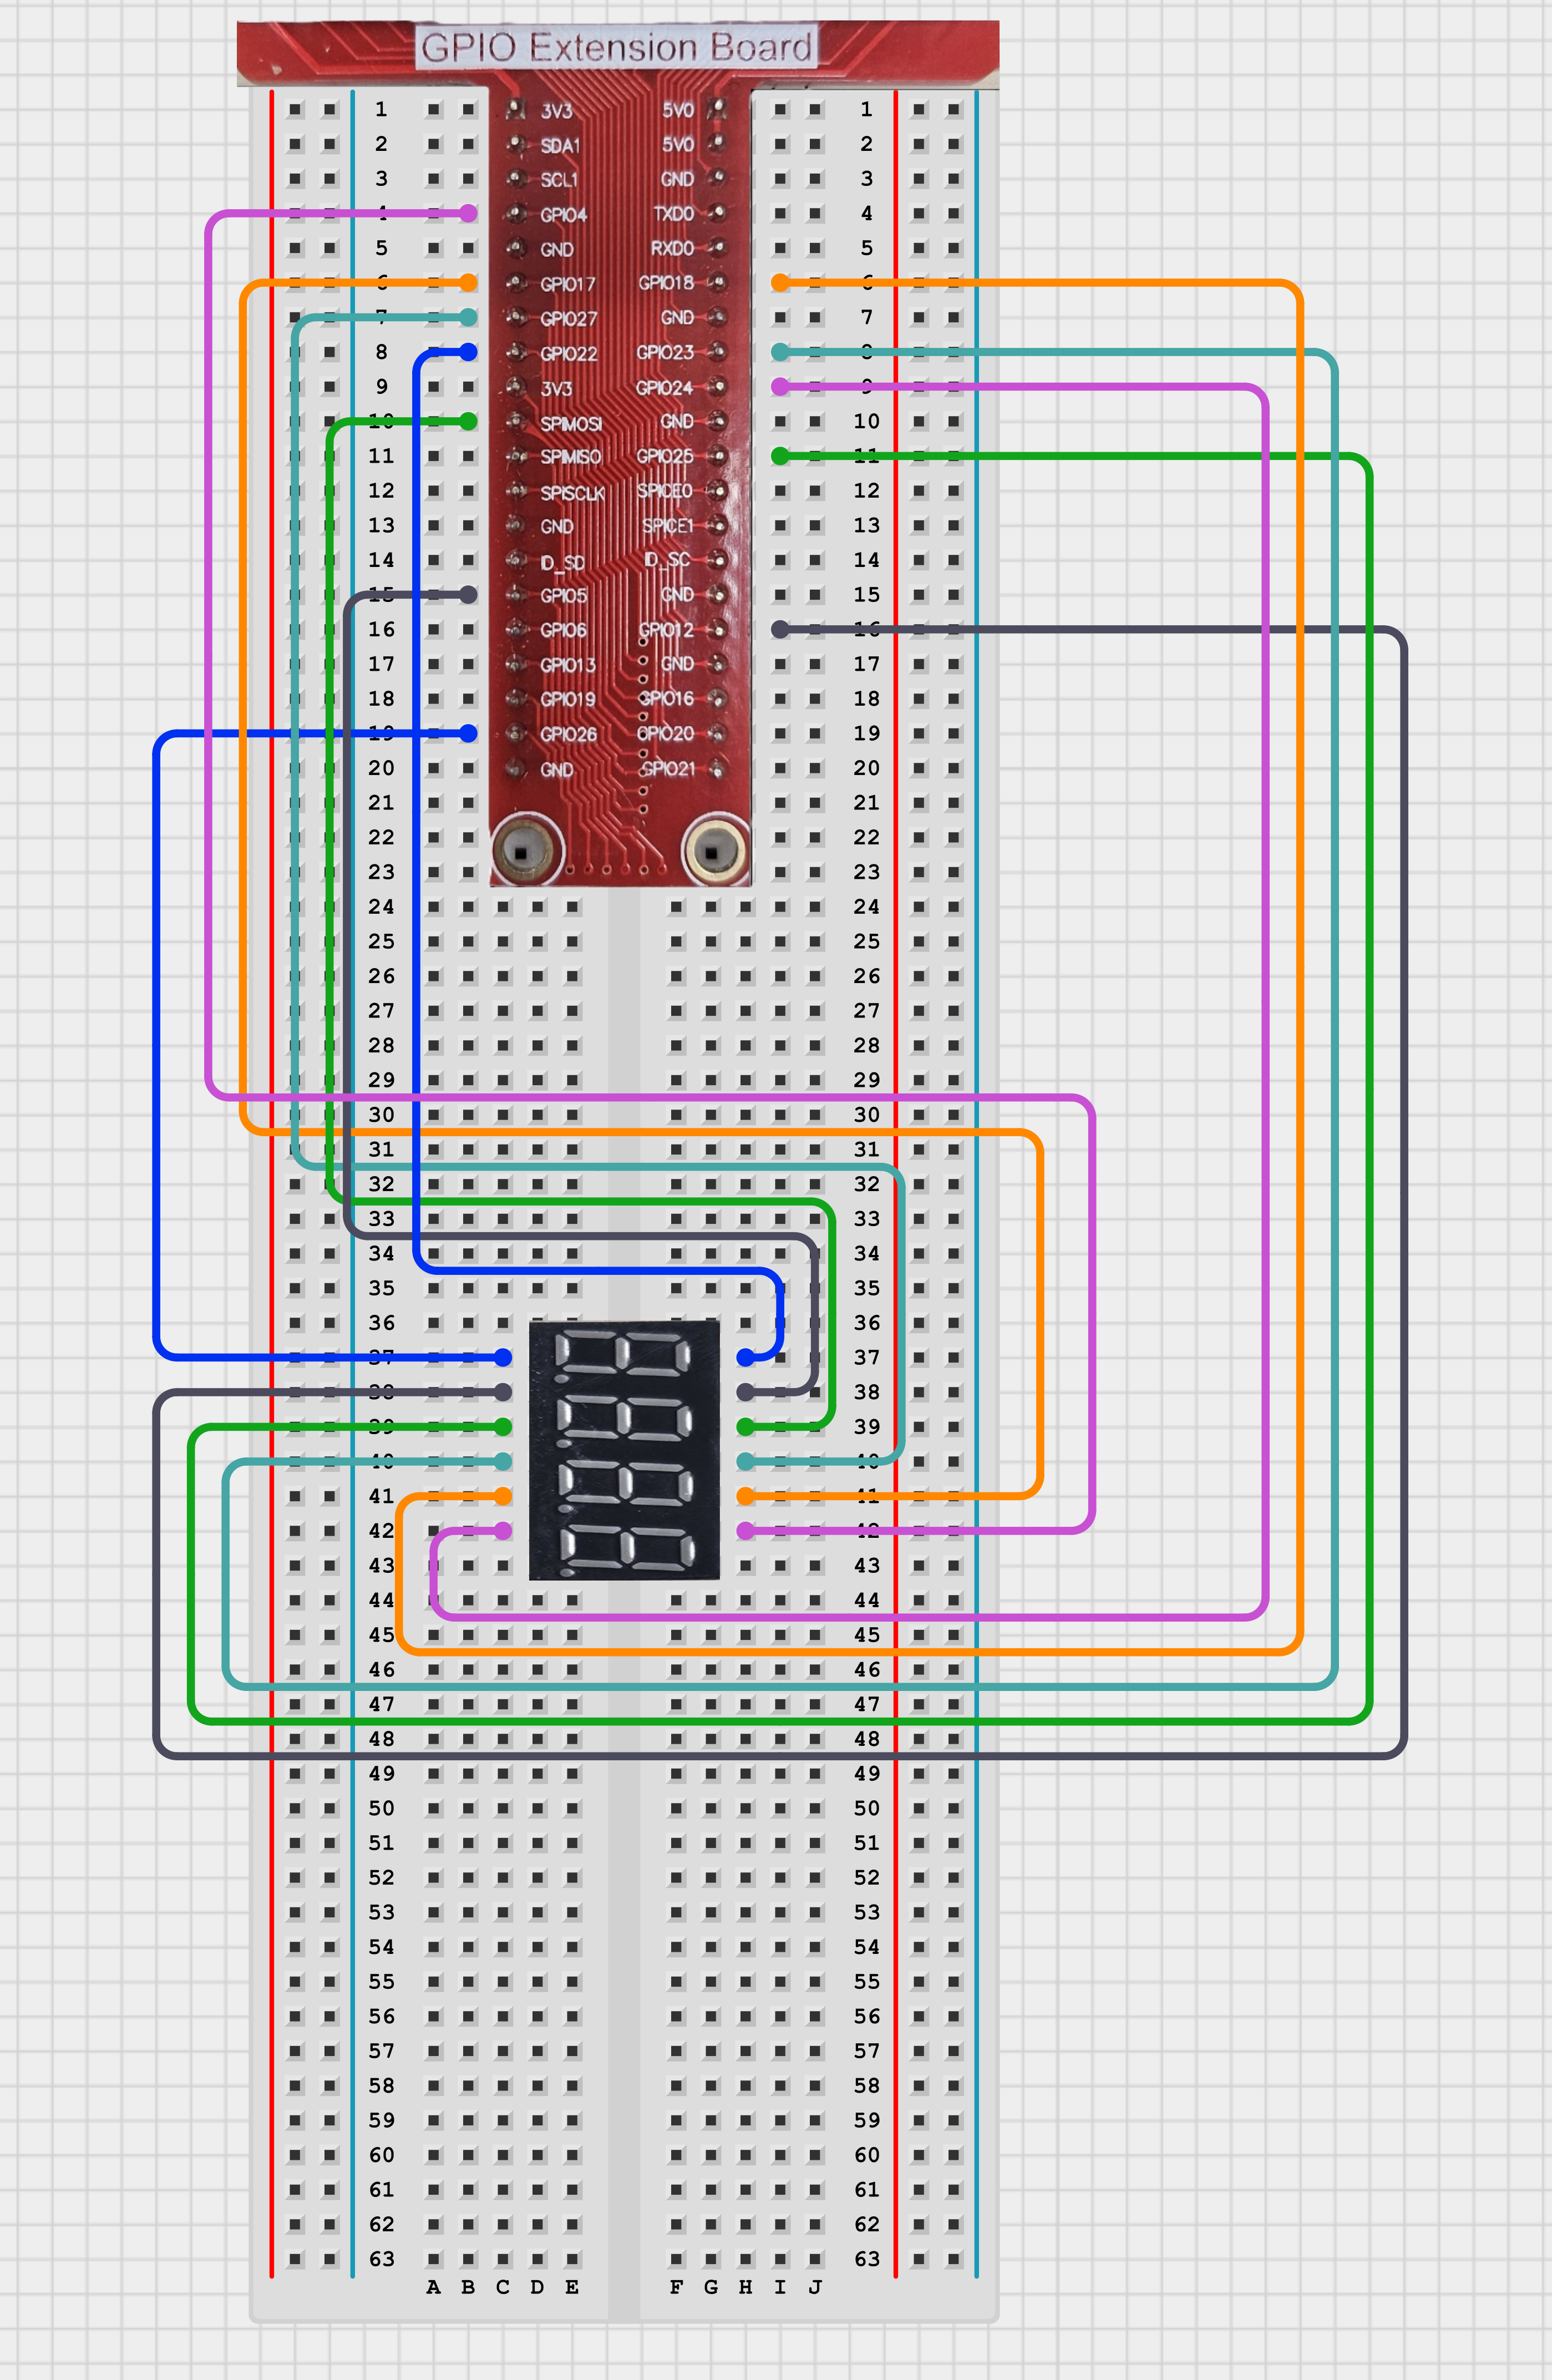 GPIO Extension Board
1 3V3 5V0 1
2 SDA1 5V0 2
3 SCL1 GND 3
4 GPIO4 TXD0 4
5 GND RXD0 5
6 GPIO17 GPIO18 6
7 GPIO27 GND 7
8 GPIO22 GPIO23 8
9 3V3 GPIO24 9
10 SPIMOSI GND 10
11 SPIMISO GPIO25 11
12 SPISCLK SPICE0 12
13 GND SPICE1 13
14 ID_SD ID_SC 14
15 GPIO5 GND 15
16 GPIO6 GPIO12 16
17 GPIO13 GND 17
18 GPIO19 GPIO16 18
19 GPIO26 GPIO20 19
20 GND GPIO21 20
21 21
22 22
23 23
24 24
25 25
26 26
27 27
28 28
29 29
30 30
31 31
32 32
33 33
34 34
35 35
36 36
37 37
38 38
39 39
40 40
41 41
42 42
43 43
44 44
45 45
46 46
47 47
48 48
49 49
50 50
51 51
52 52
53 53
54 54
55 55
56 56
57 57
58 58
59 59
60 60
61 61
62 62
63 63
A B C D E F G H I J